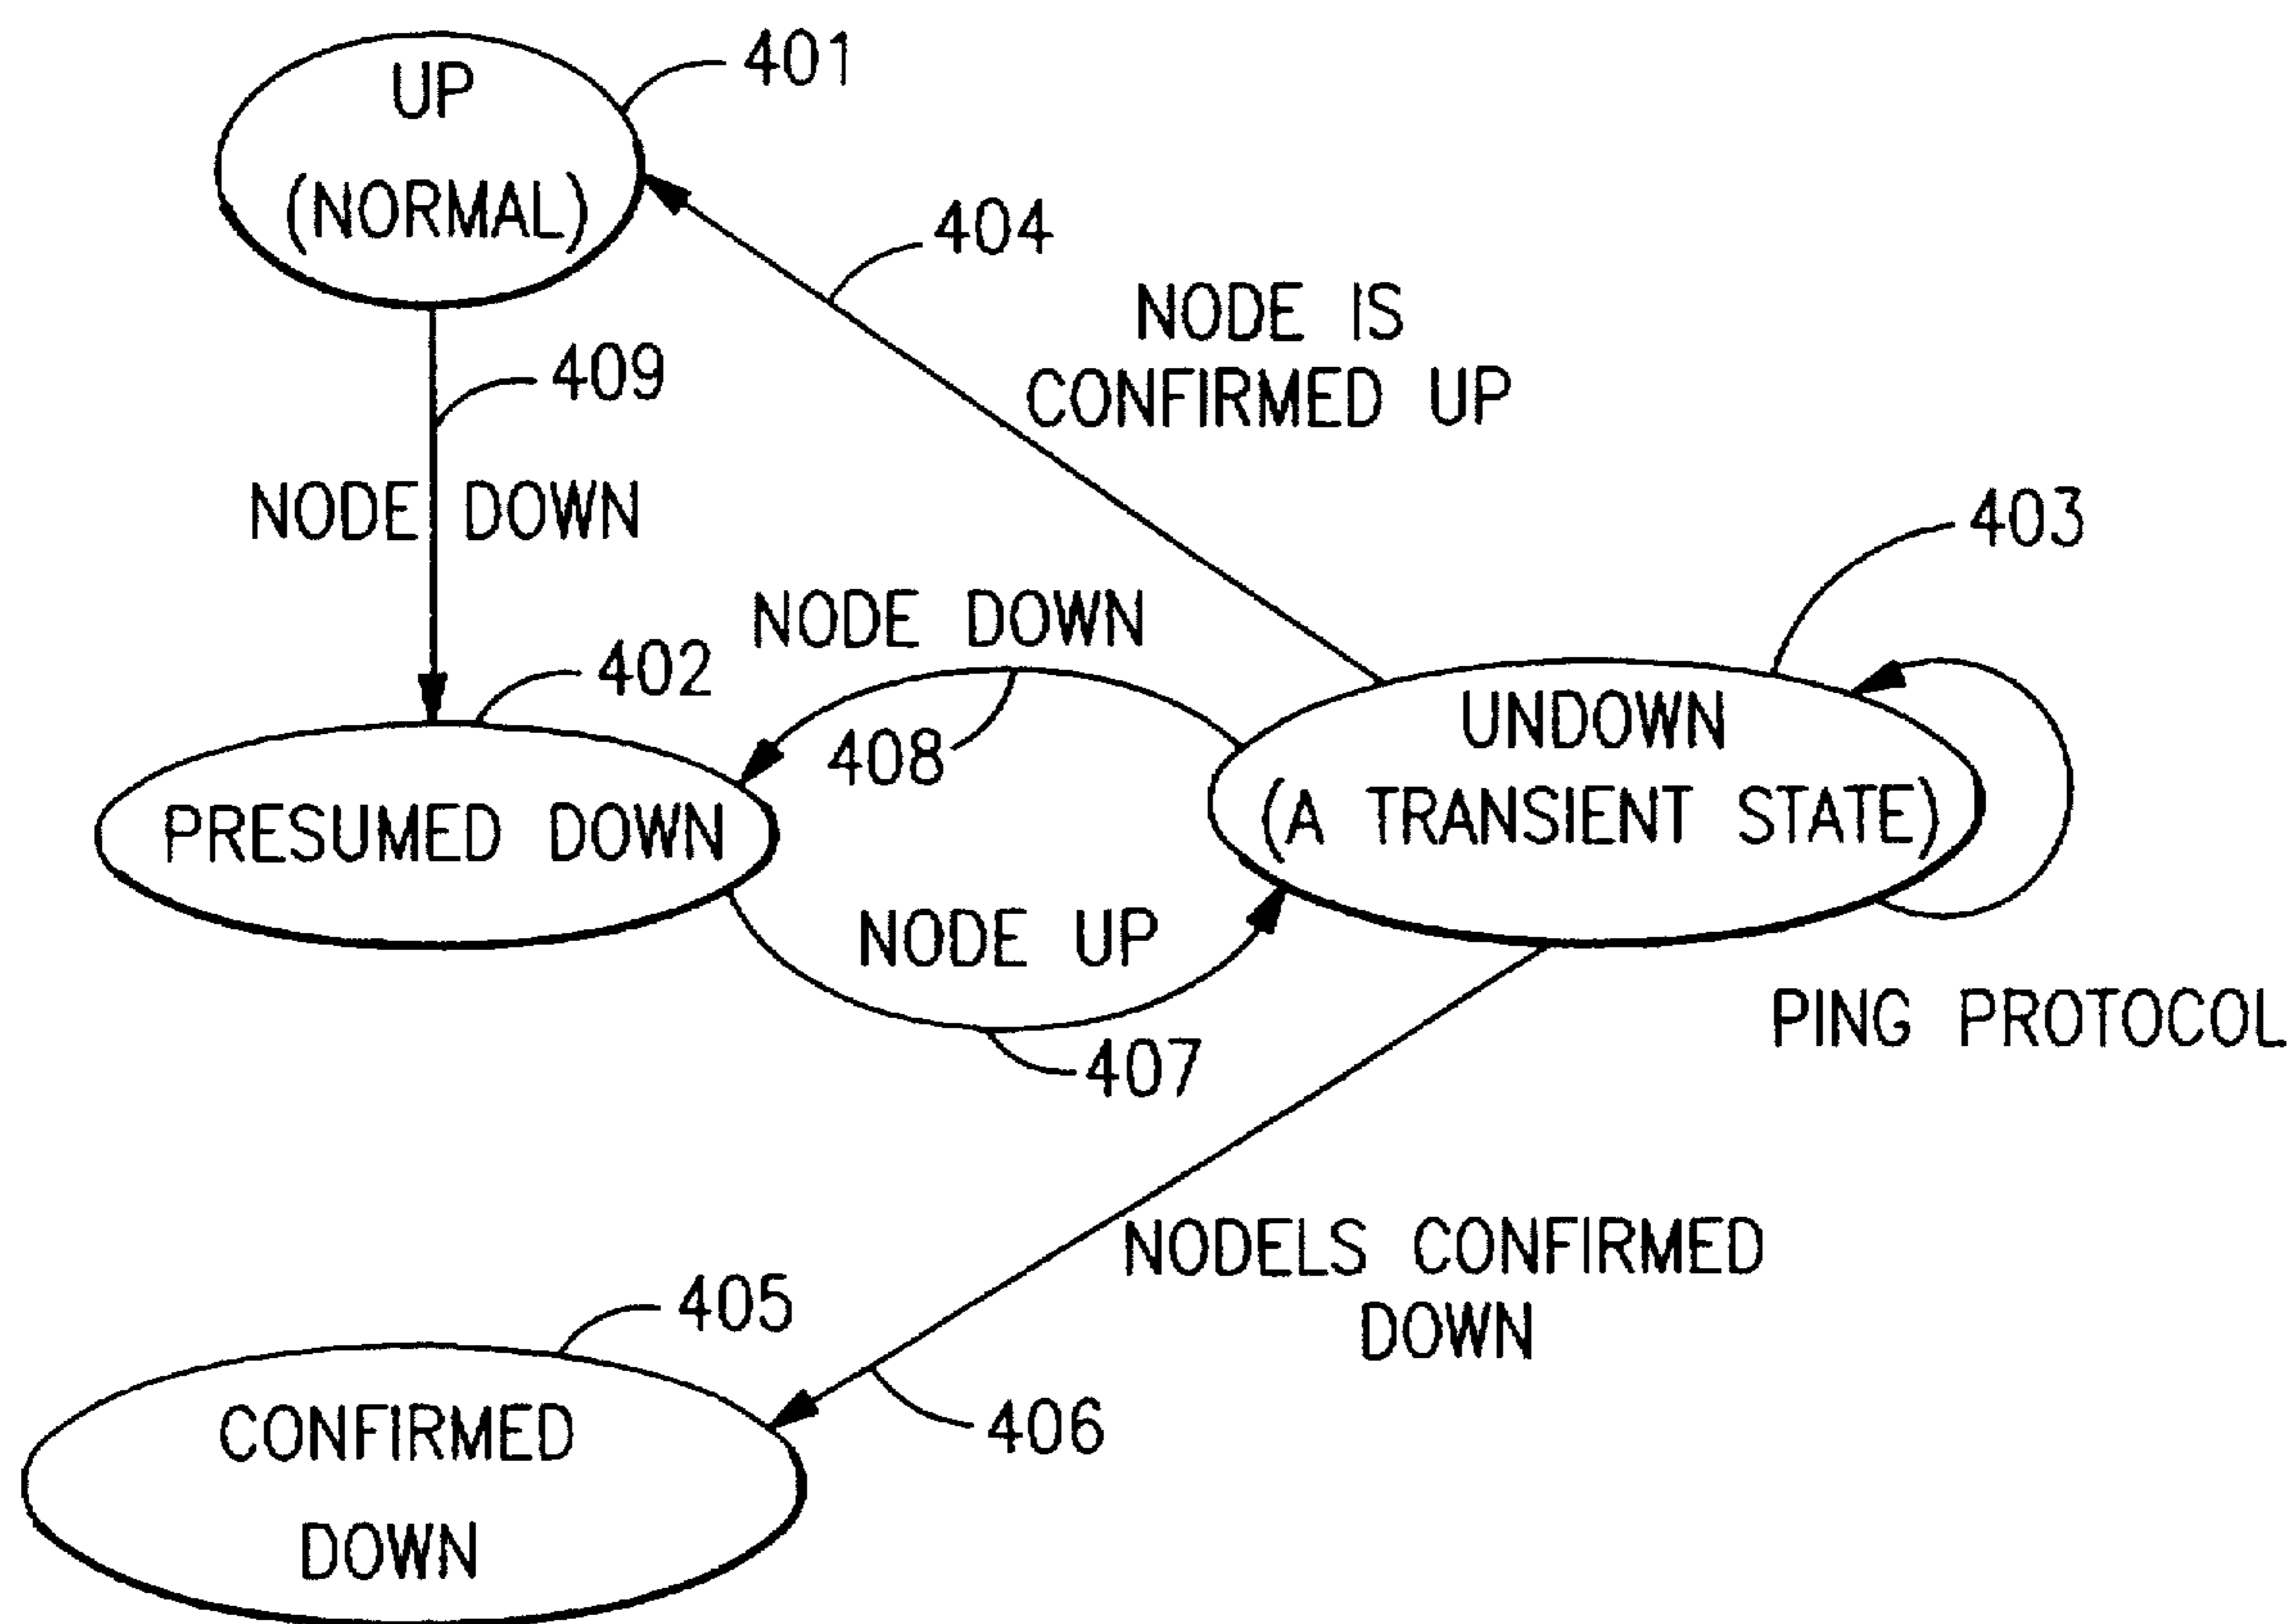 UP
(NORMAL)
401
404
NODE IS
CONFIRMED UP
409
NODE DOWN
403
NODE DOWN
402
408
UNDOWN
(A TRANSIENT STATE)
PRESUMED DOWN
NODE UP
407
PING PROTOCOL
NODELS CONFIRMED
DOWN
405
406
CONFIRMED
DOWN